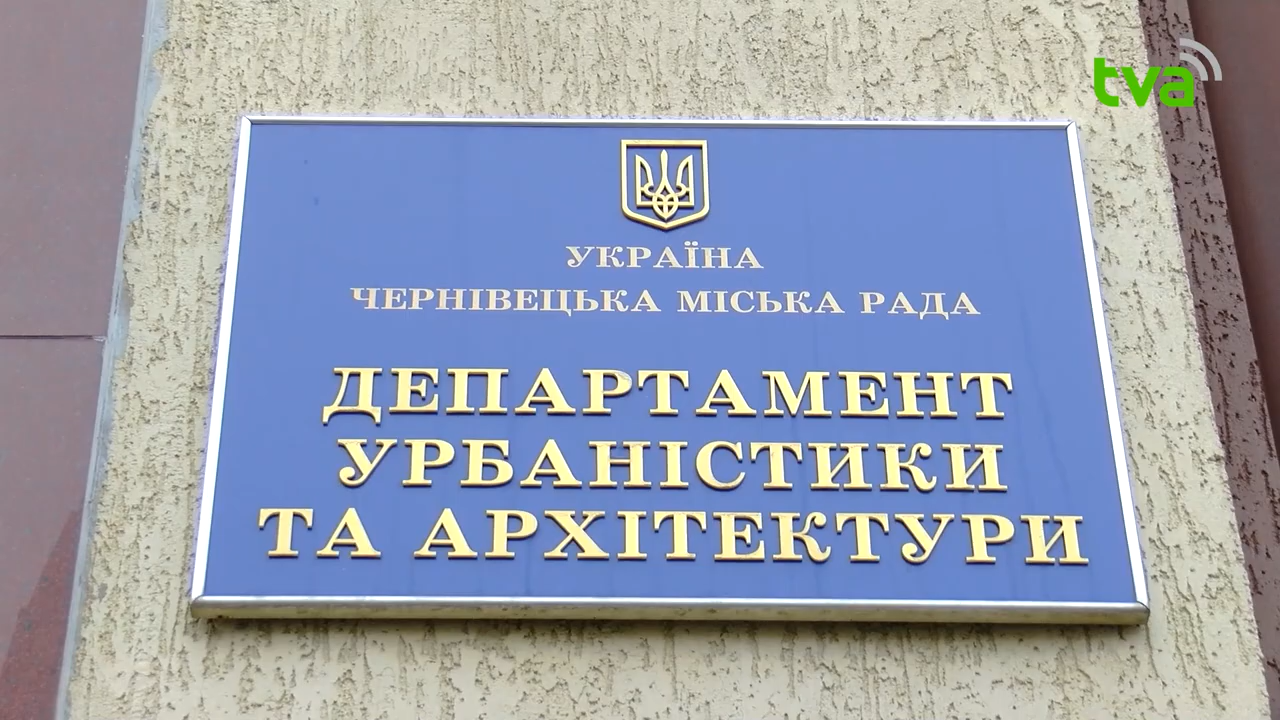 tva
УКРАЇНА
ЧЕРНІВЕЦЬКА МІСЬКА РАДА
ДЕПАРТАМЕНТ
УРБАНІСТИКИ
ТА АРХІТЕКТУРИ